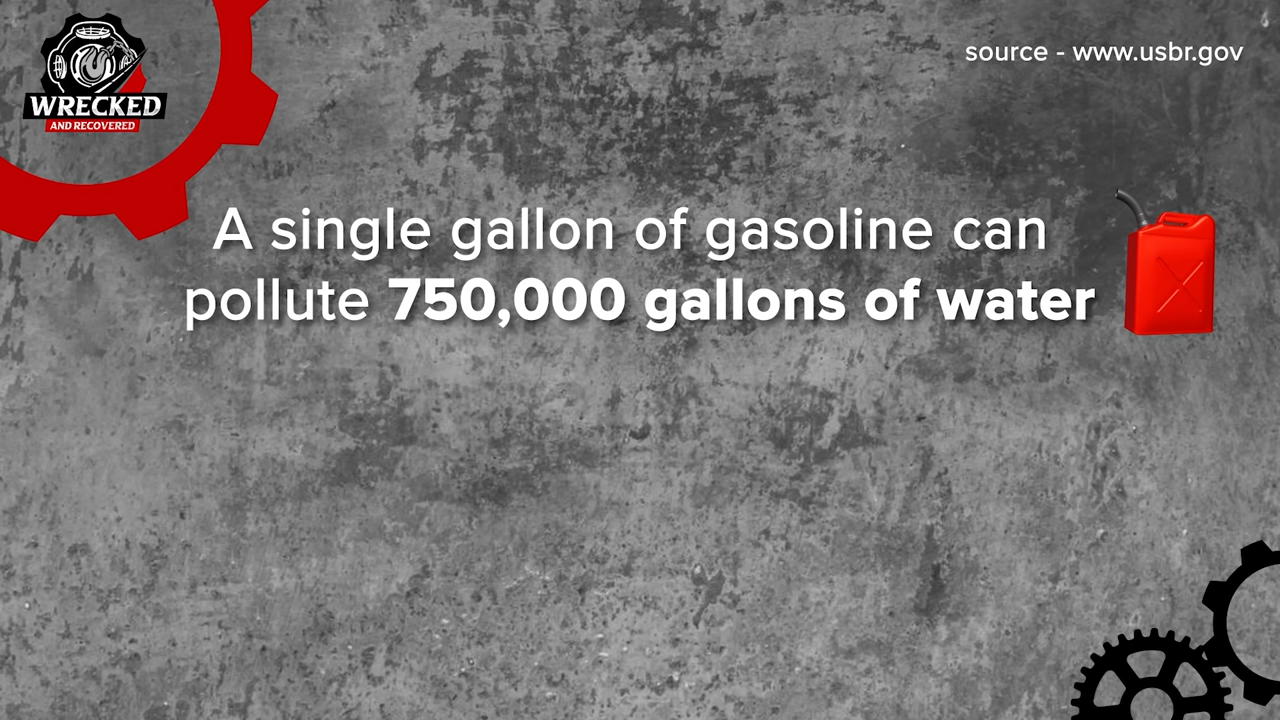 WRECKED
AND RECOVERED
source - www.usbr.gov
A single gallon of gasoline can
pollute 750,000 gallons of water